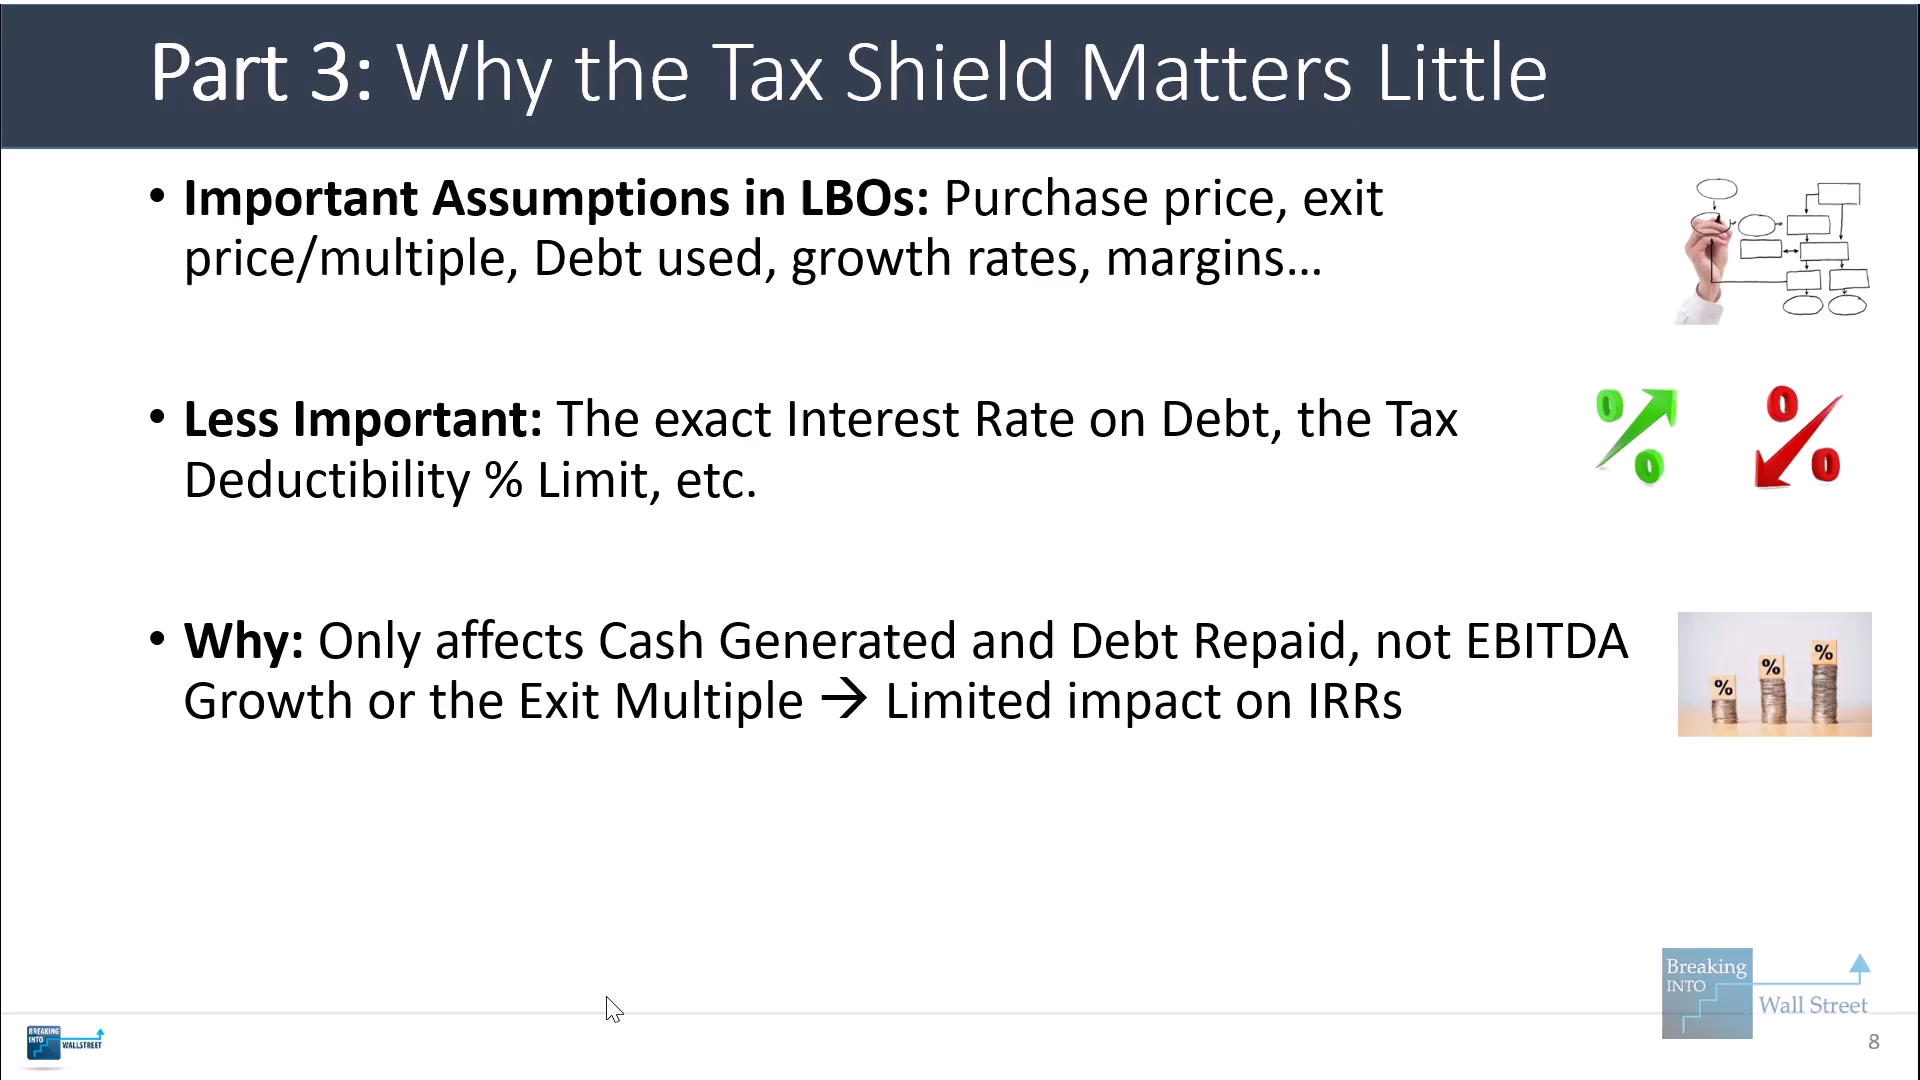 Part 3: Why the Tax Shield Matters Little
• Important Assumptions in LBOs: Purchase price, exit
price/multiple, Debt used, growth rates, margins…
• Less Important: The exact Interest Rate on Debt, the Tax
Deductibility % Limit, etc.
% %
• Why: Only affects Cash Generated and Debt Repaid, not EBITDA
Growth or the Exit Multiple → Limited impact on IRRs
% % %
Breaking
INTO
Wall Street
BREAKING
INTO
WALLSTREET
8